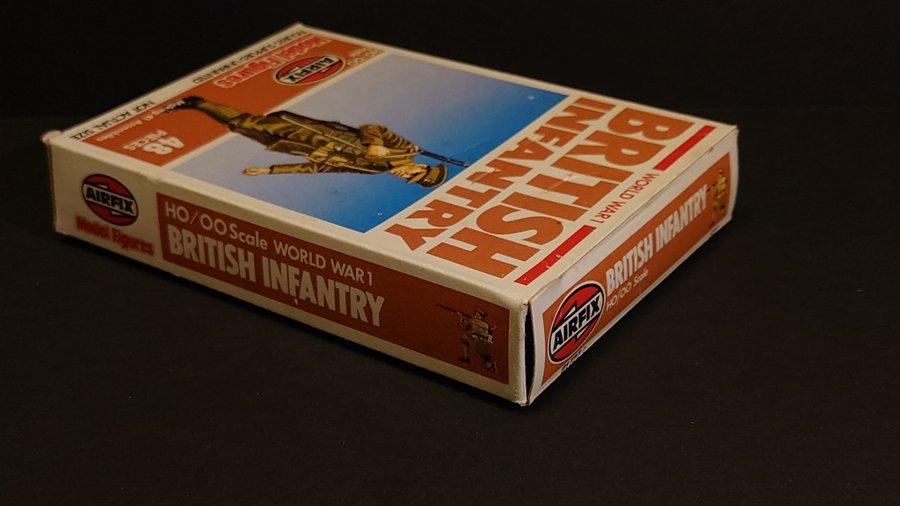 BRITISH
INFANTRY
WORLD WAR 1
AIRFIX
Model Figures
48
PIECES
NOT ACTUAL SIZE
AIRFIX
Model Figures
HO/OO Scale WORLD WAR 1
BRITISH INFANTRY
AIRFIX
BRITISH INFANTRY
HO/OO Scale